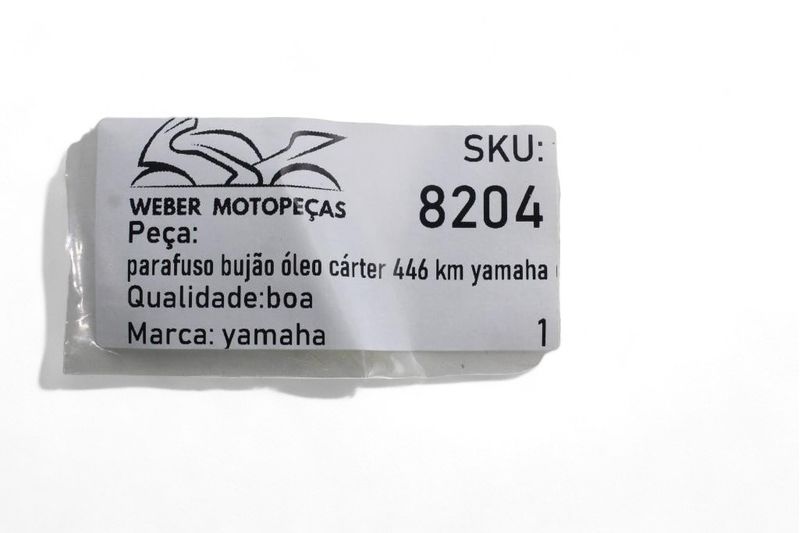 SKU:
8204
WEBER MOTOPEÇAS
Peça:
parafuso bujão óleo cárter 446 km yamaha
Qualidade:boa
Marca: yamaha
1